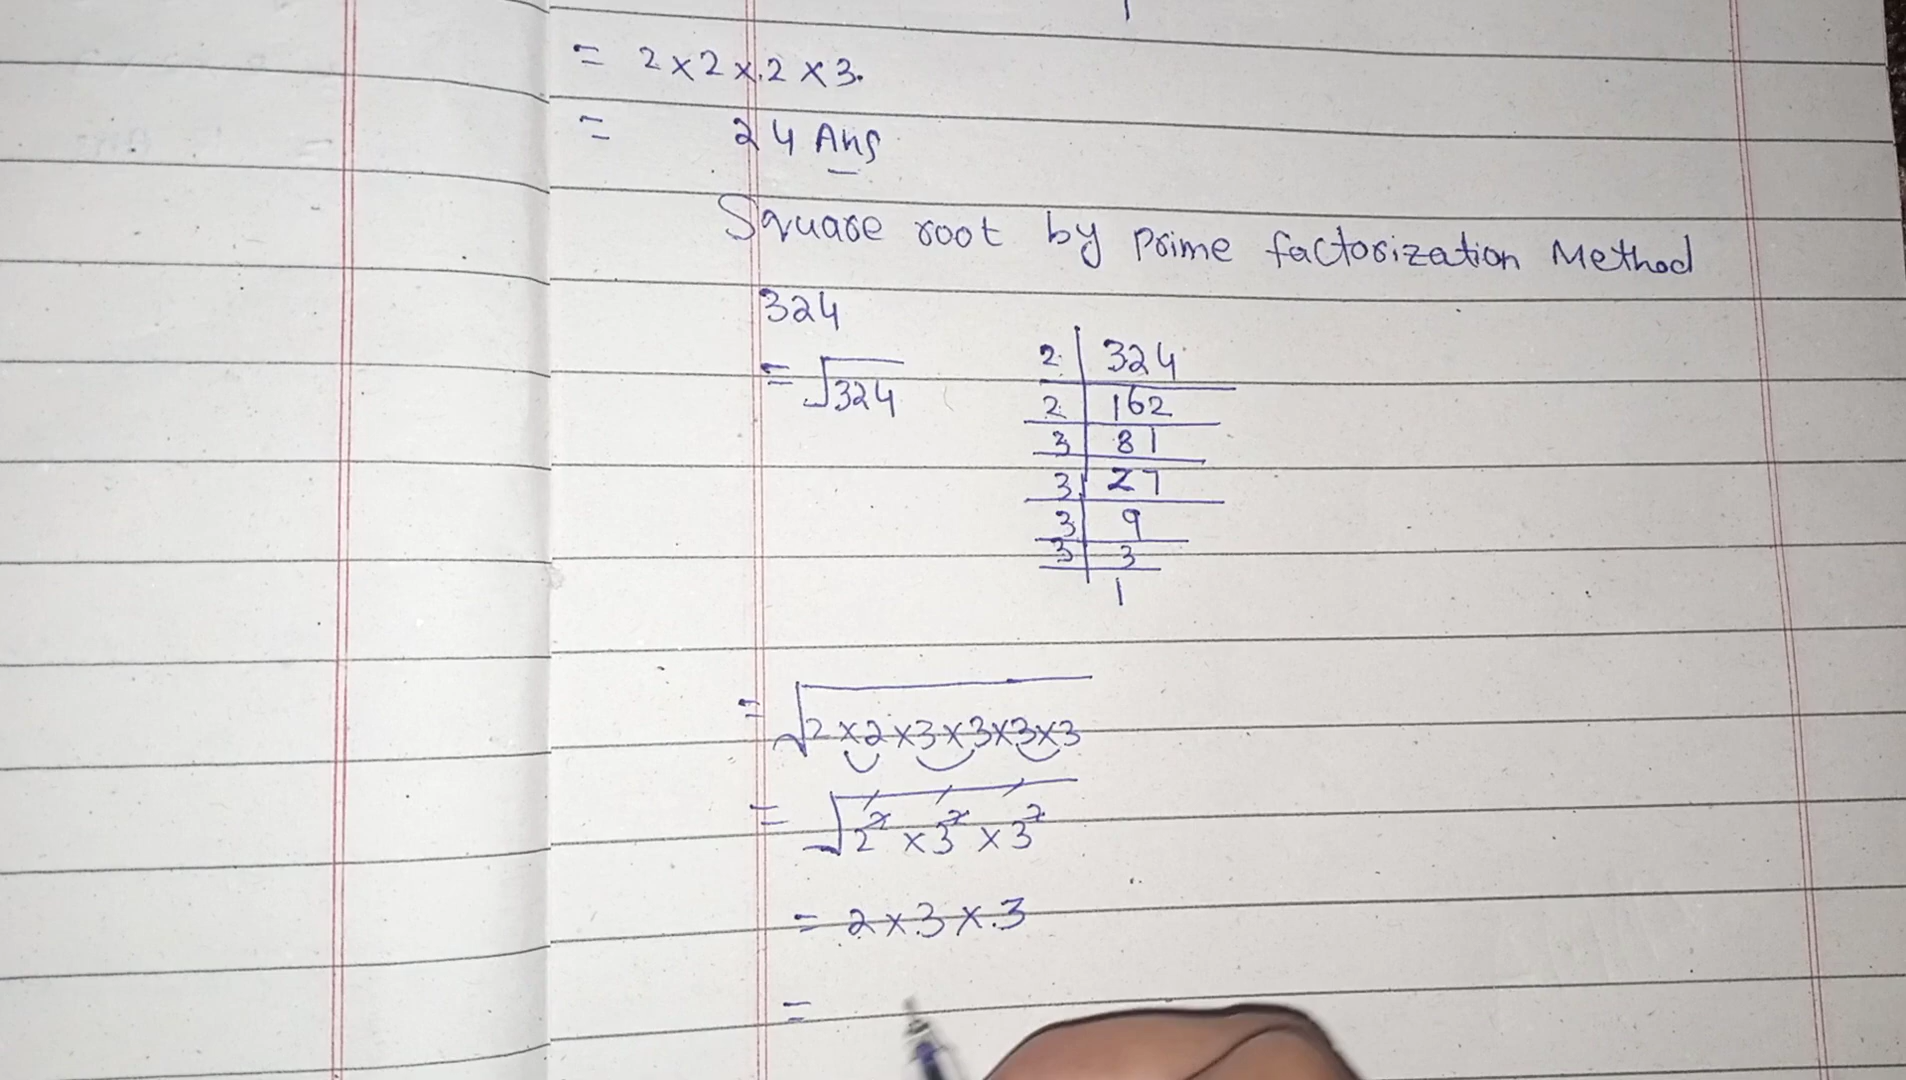 = 2 × 2 × 2 × 3.
= 24 Ans
Square root by Prime factorization Method
324
= √324
2 | 324
2 | 162
3 | 81
3 | 27
3 | 9
3 | 3
1
= √2×2×3×3×3×3
= √2² × 3² × 3²
= 2 × 3 × 3
=